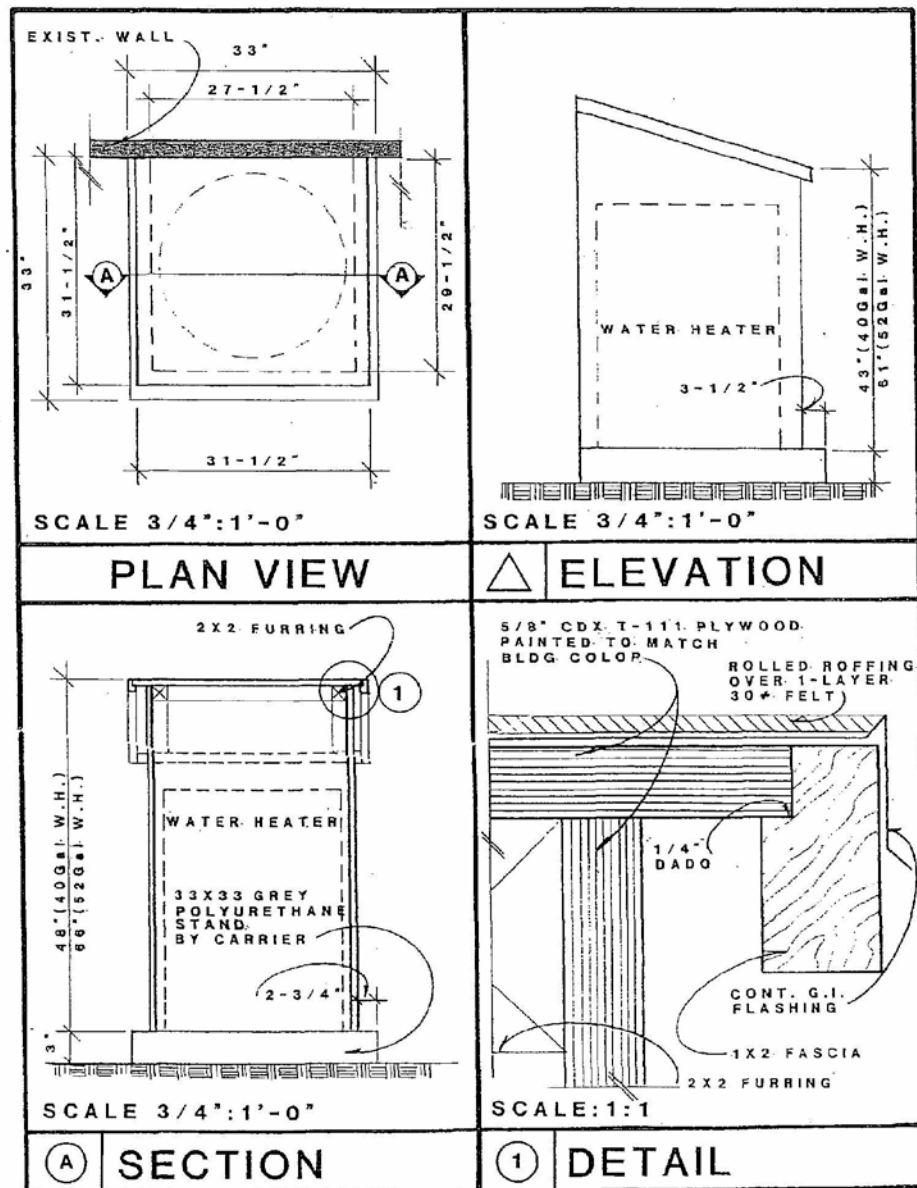 EXIST. WALL
33"
27-1/2"
33"
31-1/2"
A
A
29-1/2"
31-1/2"
SCALE 3/4":1'-0"
PLAN VIEW
WATER HEATER
3-1/2"
43"(40Gal W.H.)
61"(52Gal W.H.)
SCALE 3/4":1'-0"
ELEVATION
2X2 FURRING
1
WATER HEATER
48"(40Gal W.H.)
66"(52Gal W.H.)
33X33 GREY
POLYURETHANE
STAND
BY CARRIER
2-3/4"
3"
SCALE 3/4":1'-0"
A
SECTION
5/8" CDX T-111 PLYWOOD
PAINTED TO MATCH
BLDG COLOR
ROLLED ROFFING
OVER 1-LAYER
30# FELT
1/4"
DADO
CONT. G.I.
FLASHING
1X2 FASCIA
2X2 FURRING
SCALE:1:1
1
DETAIL